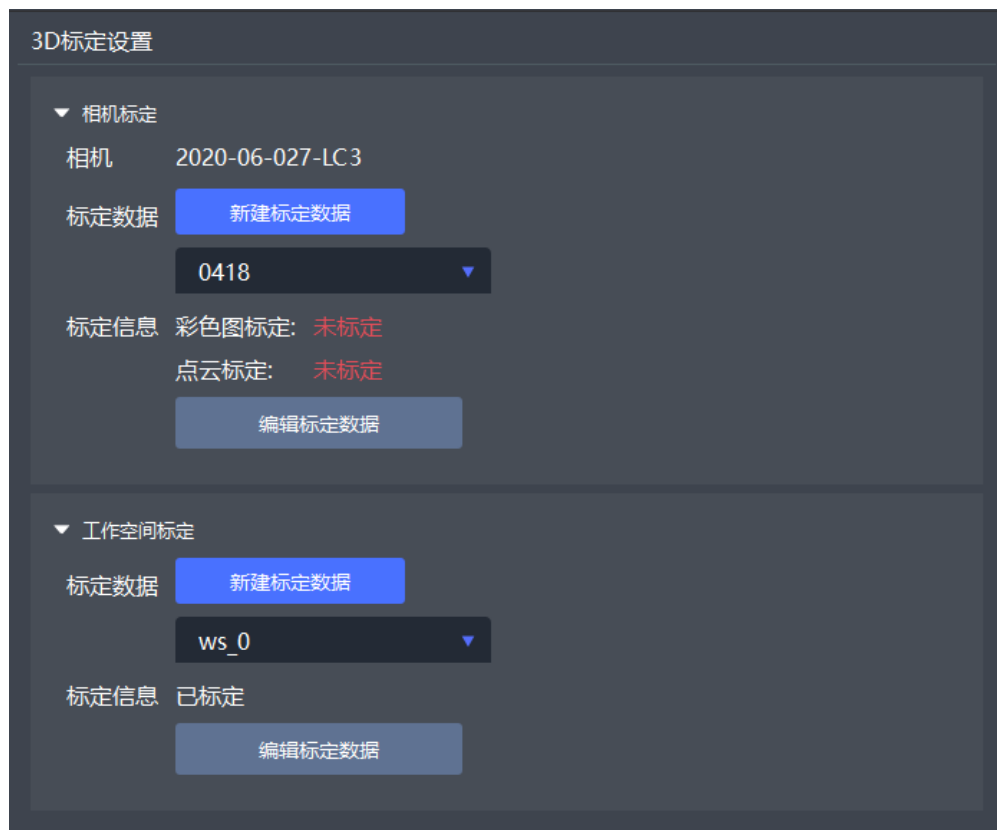 3D标定设置
相机标定
相机 2020-06-027-LC3
标定数据 新建标定数据
0418
标定信息 彩色图标定: 未标定
点云标定: 未标定
编辑标定数据
工作空间标定
标定数据 新建标定数据
ws_0
标定信息 已标定
编辑标定数据